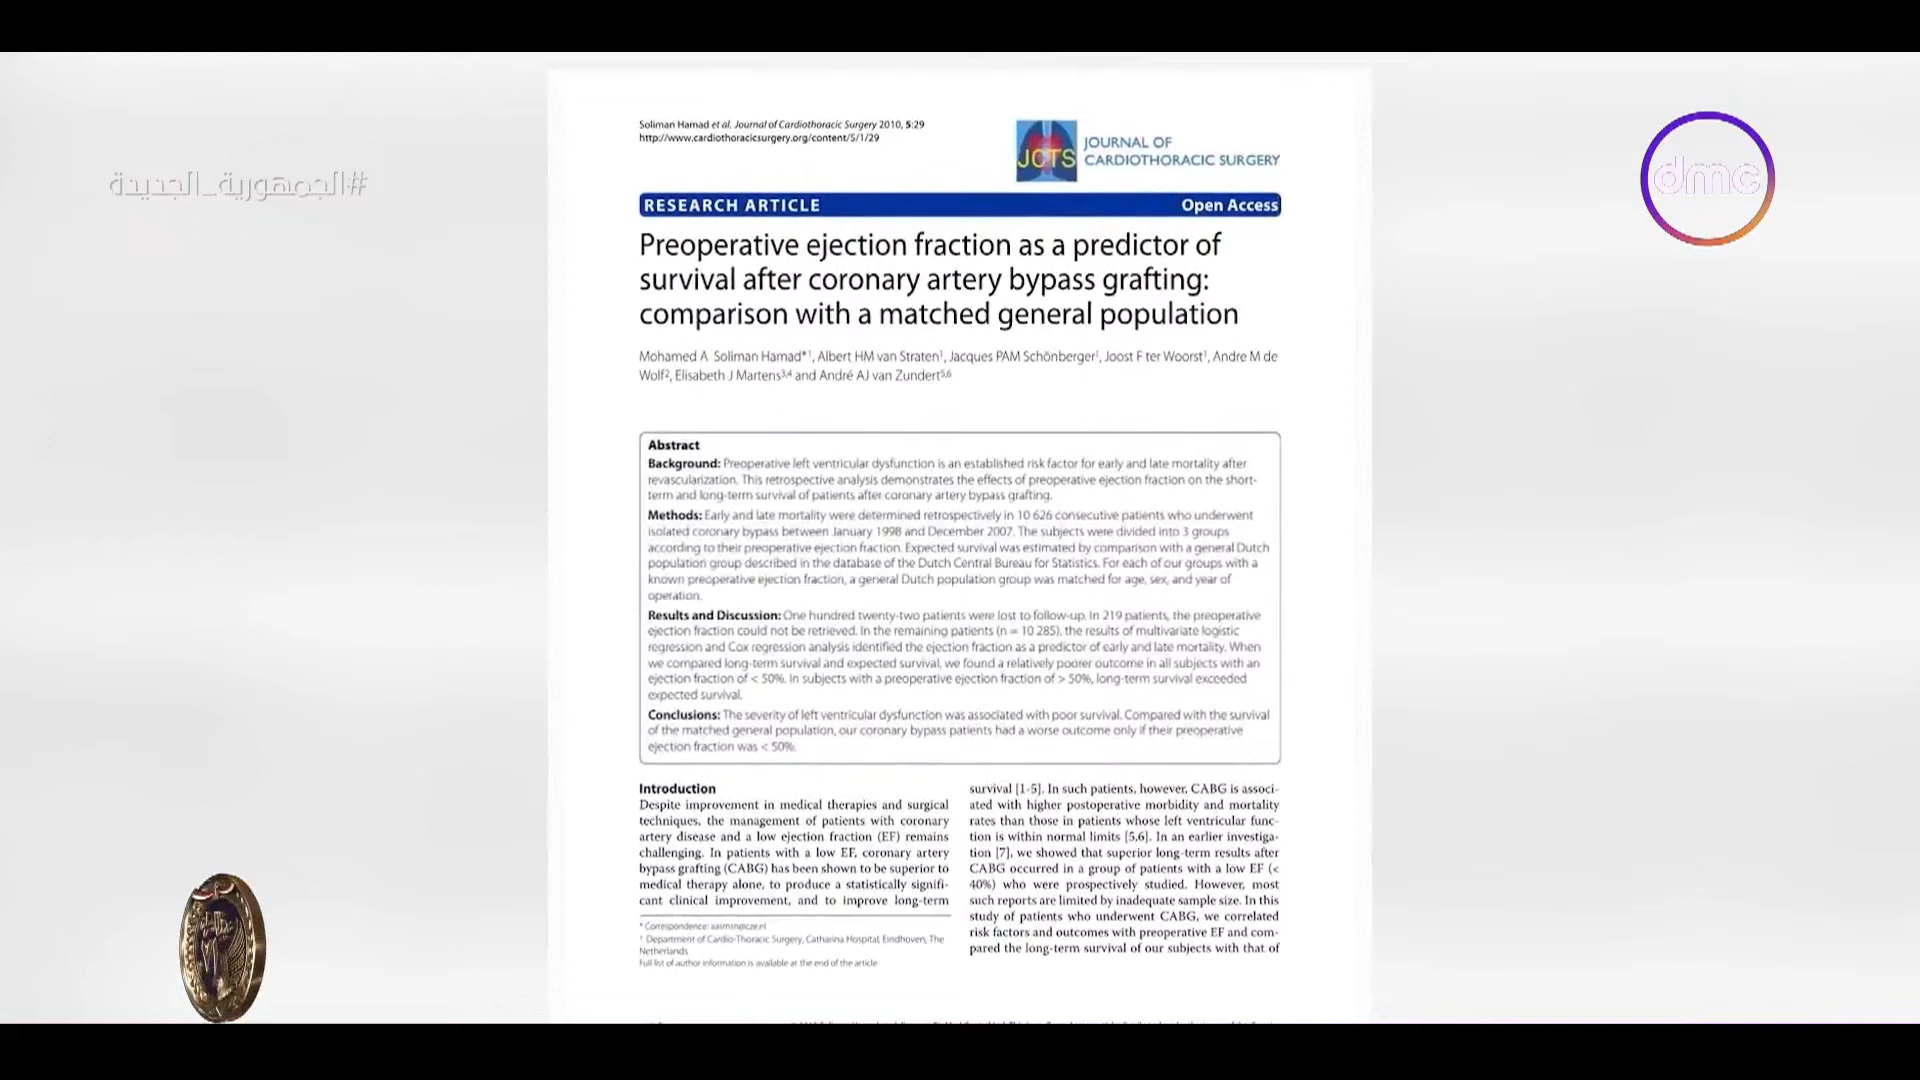 Soliman Hamad et al. Journal of Cardiothoracic Surgery 2010, 5:29
http://www.cardiothoracicsurgery.org/content/5/1/29
JCTS
JOURNAL OF
CARDIOTHORACIC SURGERY
#الجمهورية_الجديدة
dmc
RESEARCH ARTICLE Open Access
Preoperative ejection fraction as a predictor of
survival after coronary artery bypass grafting:
comparison with a matched general population
Mohamed A Soliman Hamad*1, Albert HM van Straten1, Jacques PAM Schönberger1, Joost F ter Woorst1, Andre M de
Wolf2, Elisabeth J Martens3,4 and André AJ van Zundert5,6
Abstract
Background: Preoperative left ventricular dysfunction is an established risk factor for early and late mortality after
revascularization. This retrospective analysis demonstrates the effects of preoperative ejection fraction on the short-
term and long-term survival of patients after coronary artery bypass grafting.
Methods: Early and late mortality were determined retrospectively in 10 626 consecutive patients who underwent
isolated coronary bypass between January 1998 and December 2007. The subjects were divided into 3 groups
according to their preoperative ejection fraction. Expected survival was estimated by comparison with a general Dutch
population group described in the database of the Dutch Central Bureau for Statistics. For each of our groups with a
known preoperative ejection fraction, a general Dutch population group was matched for age, sex, and year of
operation.
Results and Discussion: One hundred twenty-two patients were lost to follow-up. In 219 patients, the preoperative
ejection fraction could not be retrieved. In the remaining patients (n = 10 285), the results of multivariate logistic
regression and Cox regression analysis identified the ejection fraction as a predictor of early and late mortality. When
we compared long-term survival and expected survival, we found a relatively poorer outcome in all subjects with an
ejection fraction of < 50%. In subjects with a preoperative ejection fraction of > 50%, long-term survival exceeded
expected survival.
Conclusions: The severity of left ventricular dysfunction was associated with poor survival. Compared with the survival
of the matched general population, our coronary bypass patients had a worse outcome only if their preoperative
ejection fraction was < 50%.
Introduction
Despite improvement in medical therapies and surgical
techniques, the management of patients with coronary
artery disease and a low ejection fraction (EF) remains
challenging. In patients with a low EF, coronary artery
bypass grafting (CABG) has been shown to be superior to
medical therapy alone, to produce a statistically signifi-
cant clinical improvement, and to improve long-term
* Correspondence: aasmsn@cze.nl
1 Department of Cardio-Thoracic Surgery, Catharina Hospital, Eindhoven, The
Netherlands
Full list of author information is available at the end of the article
survival [1-5]. In such patients, however, CABG is associ-
ated with higher postoperative morbidity and mortality
rates than those in patients whose left ventricular func-
tion is within normal limits [5,6]. In an earlier investiga-
tion [7], we showed that superior long-term results after
CABG occurred in a group of patients with a low EF (<
40%) who were prospectively studied. However, most
such reports are limited by inadequate sample size. In this
study of patients who underwent CABG, we correlated
risk factors and outcomes with preoperative EF and com-
pared the long-term survival of our subjects with that of